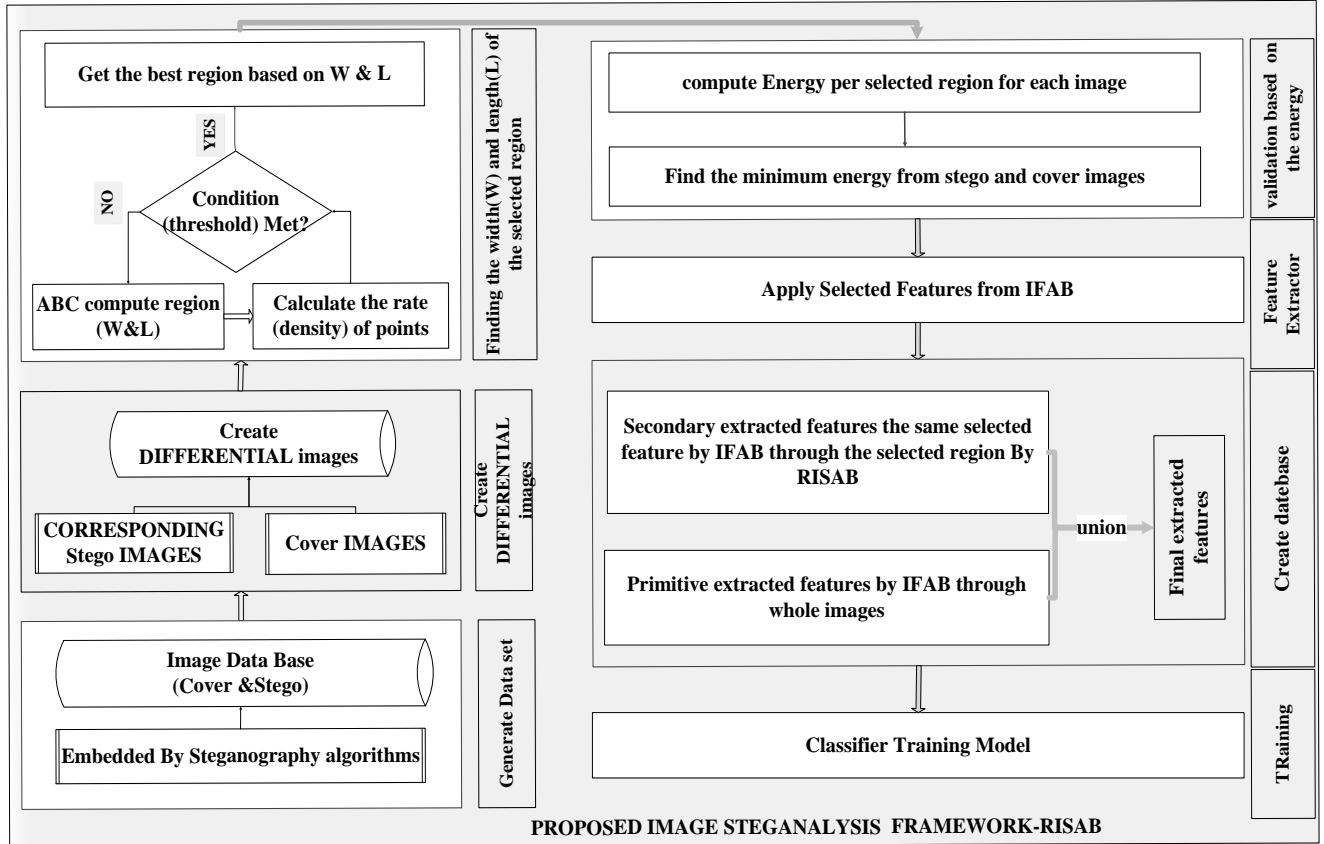 Get the best region based on W & L
YES
NO
Condition
(threshold) Met?
ABC compute region
(W&L)
Calculate the rate
(density) of points
Finding the width(W) and length(L) of
the selected region
Create
DIFFERENTIAL images
CORRESPONDING
Stego IMAGES
Cover IMAGES
Create
DIFFERENTIAL
images
Image Data Base
(Cover &Stego)
Embedded By Steganography algorithms
Generate Data set
compute Energy per selected region for each image
Find the minimum energy from stego and cover images
validation based on
the energy
Apply Selected Features from IFAB
Feature
Extractor
Secondary extracted features the same selected
feature by IFAB through the selected region By
RISAB
Primitive extracted features by IFAB through
whole images
union
Final extracted
features
Create datebase
Classifier Training Model
TRaining
PROPOSED IMAGE STEGANALYSIS FRAMEWORK-RISAB